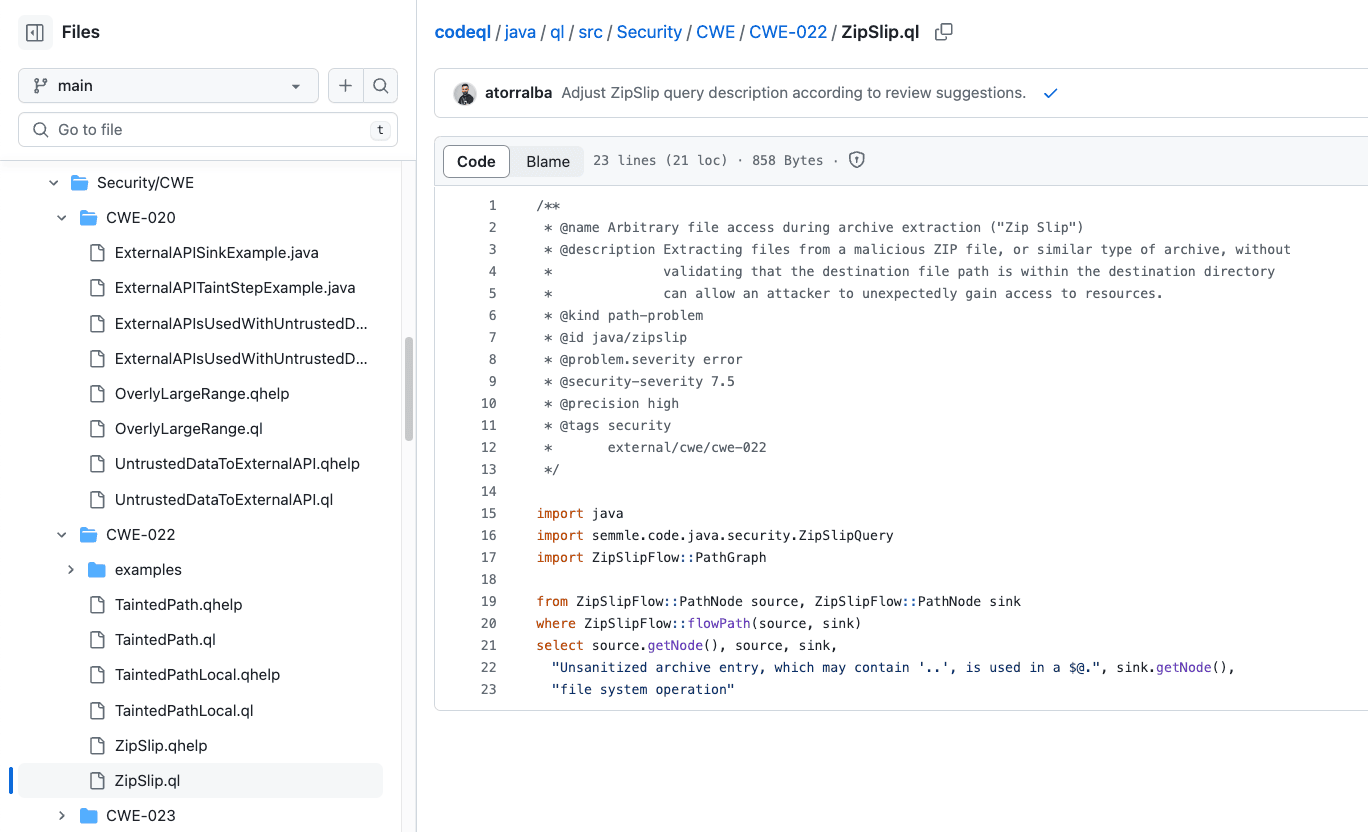 Files
main
Go to file
t
Security/CWE
CWE-020
ExternalAPISinkExample.java
ExternalAPITaintStepExample.java
ExternalAPIsUsedWithUntrustedD...
ExternalAPIsUsedWithUntrustedD...
OverlyLargeRange.qhelp
OverlyLargeRange.ql
UntrustedDataToExternalAPI.qhelp
UntrustedDataToExternalAPI.ql
CWE-022
examples
TaintedPath.qhelp
TaintedPath.ql
TaintedPathLocal.qhelp
TaintedPathLocal.ql
ZipSlip.qhelp
ZipSlip.ql
CWE-023
codeql / java / ql / src / Security / CWE / CWE-022 / ZipSlip.ql
atorralba Adjust ZipSlip query description according to review suggestions.
Code Blame 23 lines (21 loc) · 858 Bytes ·
1 /**
2 * @name Arbitrary file access during archive extraction ("Zip Slip")
3 * @description Extracting files from a malicious ZIP file, or similar type of archive, without
4 * validating that the destination file path is within the destination directory
5 * can allow an attacker to unexpectedly gain access to resources.
6 * @kind path-problem
7 * @id java/zipslip
8 * @problem.severity error
9 * @security-severity 7.5
10 * @precision high
11 * @tags security
12 * external/cwe/cwe-022
13 */
14
15 import java
16 import semmle.code.java.security.ZipSlipQuery
17 import ZipSlipFlow::PathGraph
18
19 from ZipSlipFlow::PathNode source, ZipSlipFlow::PathNode sink
20 where ZipSlipFlow::flowPath(source, sink)
21 select source.getNode(), source, sink,
22 "Unsanitized archive entry, which may contain '..', is used in a $@.", sink.getNode(),
23 "file system operation"